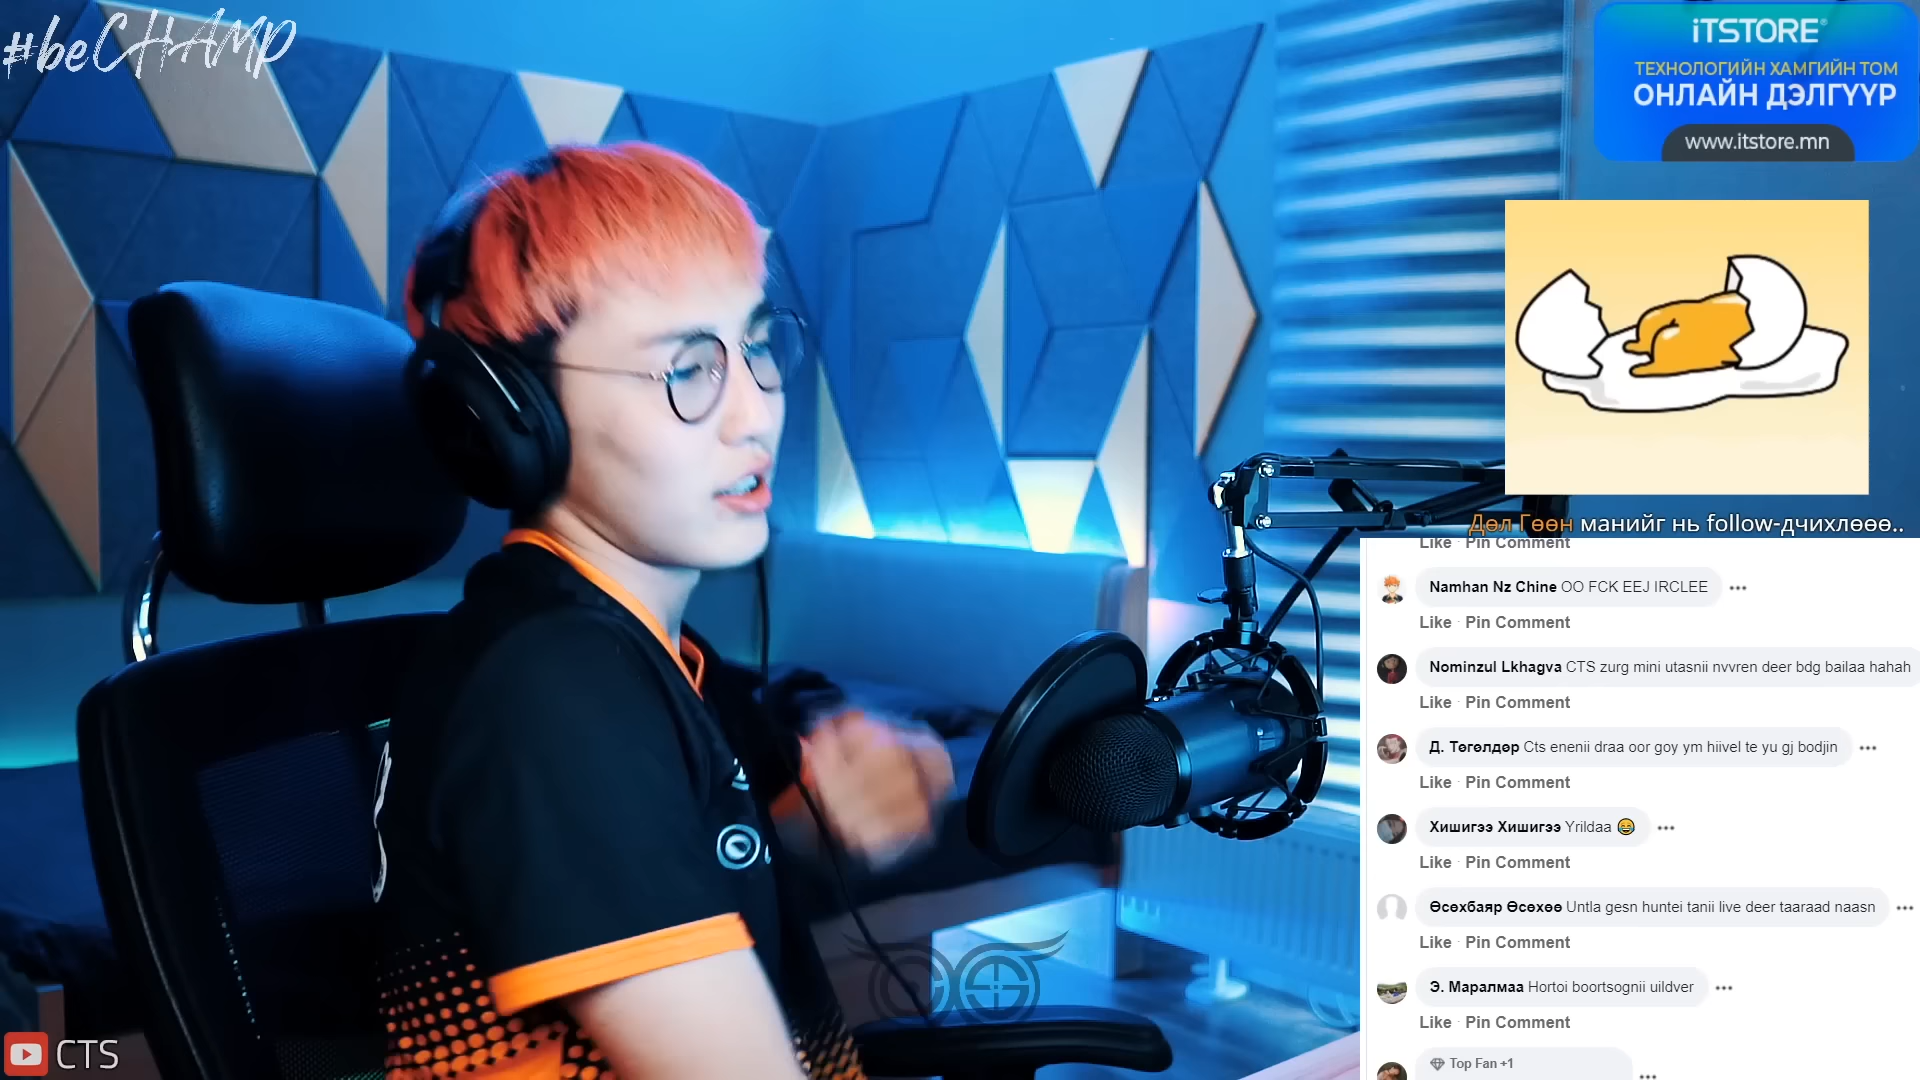 #beCHAMP
iTSTORE®
ТЕХНОЛОГИЙН ХАМГИЙН ТОМ
ОНЛАЙН ДЭЛГҮҮР
www.itstore.mn
Дөл Гөөн манийг нь follow-дчихлөөө..
Like · Pin Comment
Namhan Nz Chine OO FCK EEJ IRCLEE
Like · Pin Comment
Nominzul Lkhagva CTS zurg mini utasnii nvvren deer bdg bailaa hahah
Like · Pin Comment
Д. Төгөлдөр Cts enenii draa oor goy ym hiivel te yu gj bodjin
Like · Pin Comment
Хишигээ Хишигээ Yrildaa 😂
Like · Pin Comment
Өсөхбаяр Өсөхөө Untla gesn huntei tanii live deer taaraad naasn
Like · Pin Comment
Э. Маралмаа Hortoi boortsognii uildver
Like · Pin Comment
Top Fan +1
CTS